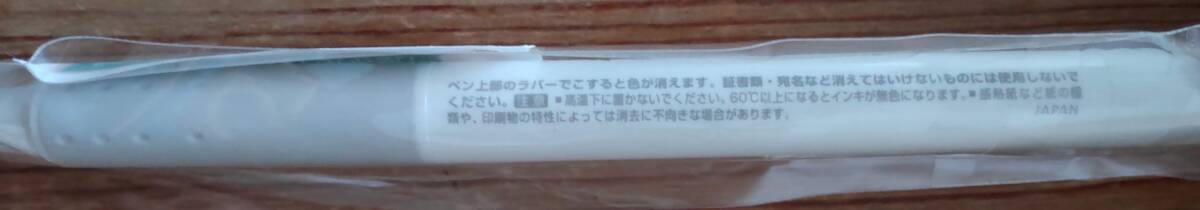 ペン上部のラバーでこすると色が消えます。証書類・宛名など消えてはいけないものには使用しないで
ください。注意 ■高温下に置かないでください。60℃以上になるとインキが無色になります。■感熱紙など紙の種
類や、印刷物の特性によっては消去に不向きな場合があります。
JAPAN